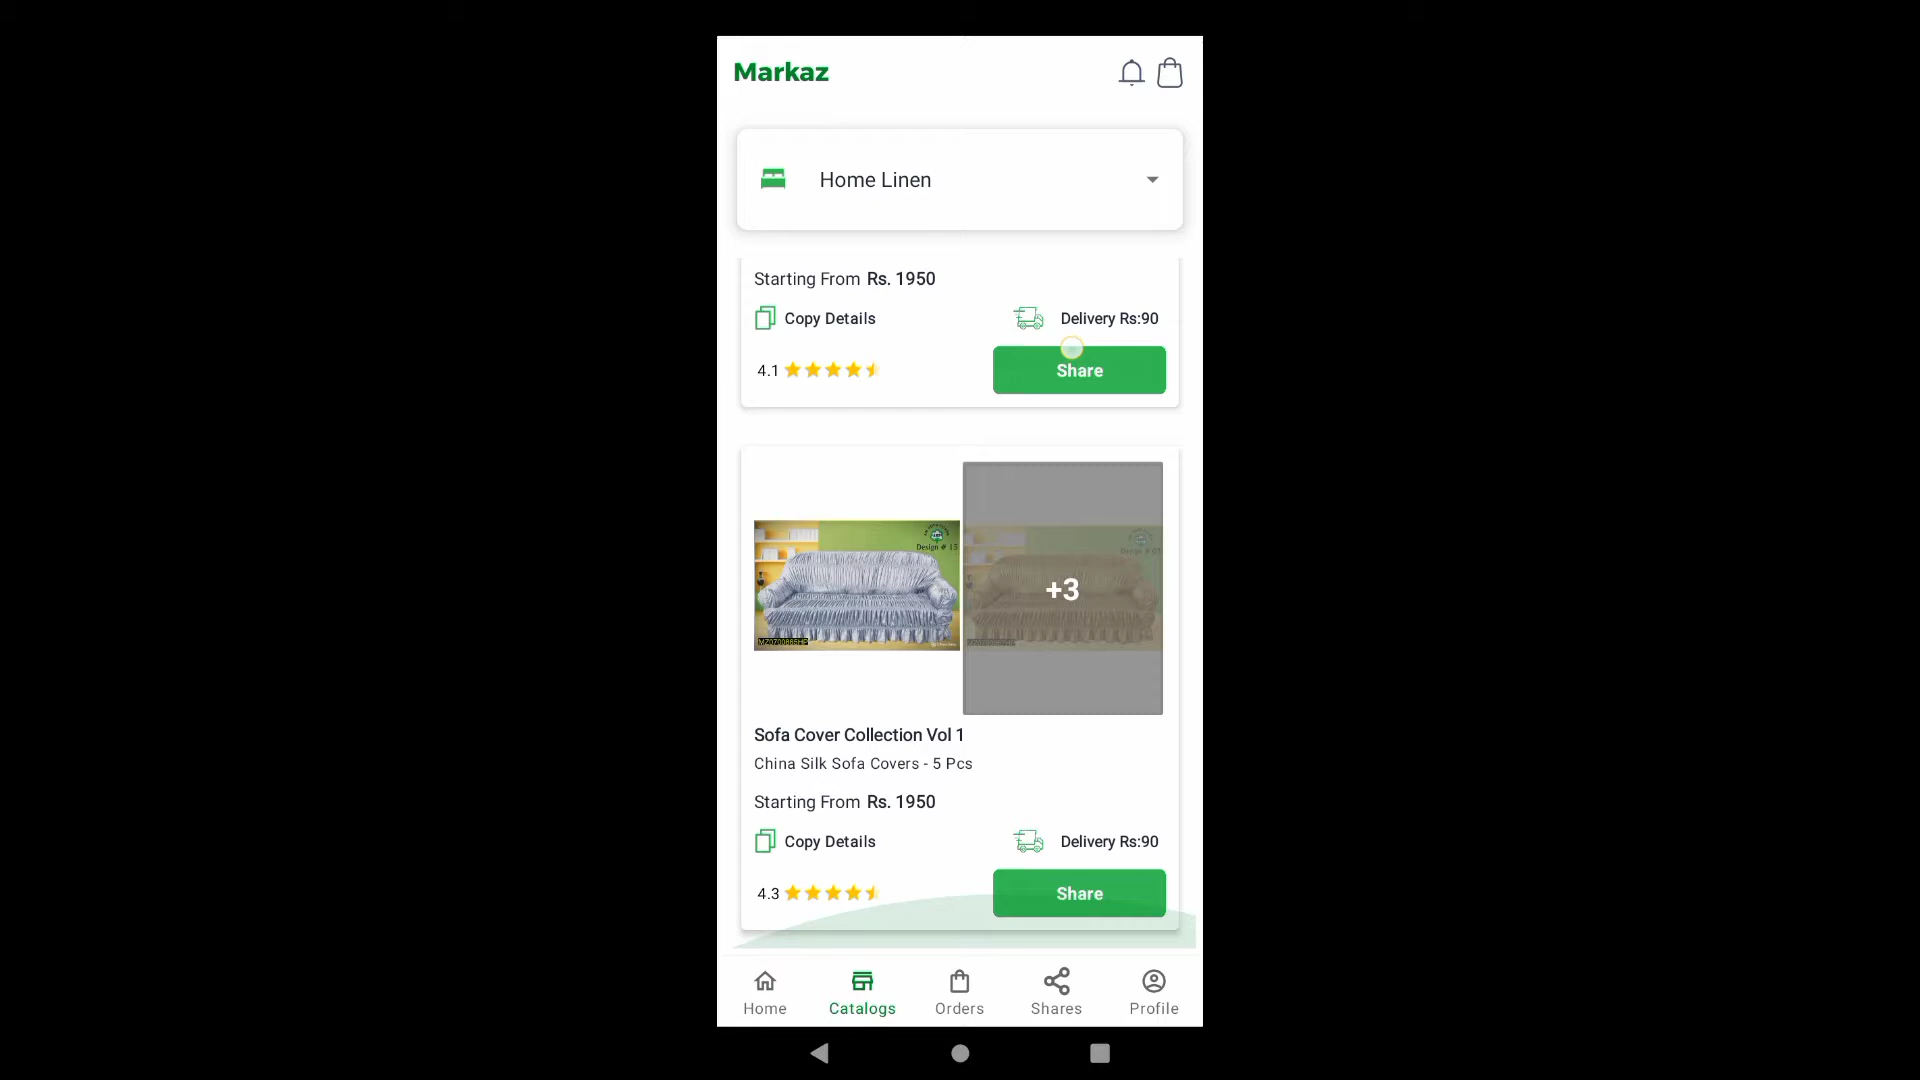 Markaz
Home Linen
Starting From Rs. 1950
Copy Details
Delivery Rs:90
4.1
Share
Design # 15
+3
Sofa Cover Collection Vol 1
China Silk Sofa Covers - 5 Pcs
Starting From Rs. 1950
Copy Details
Delivery Rs:90
4.3
Share
Home
Catalogs
Orders
Shares
Profile